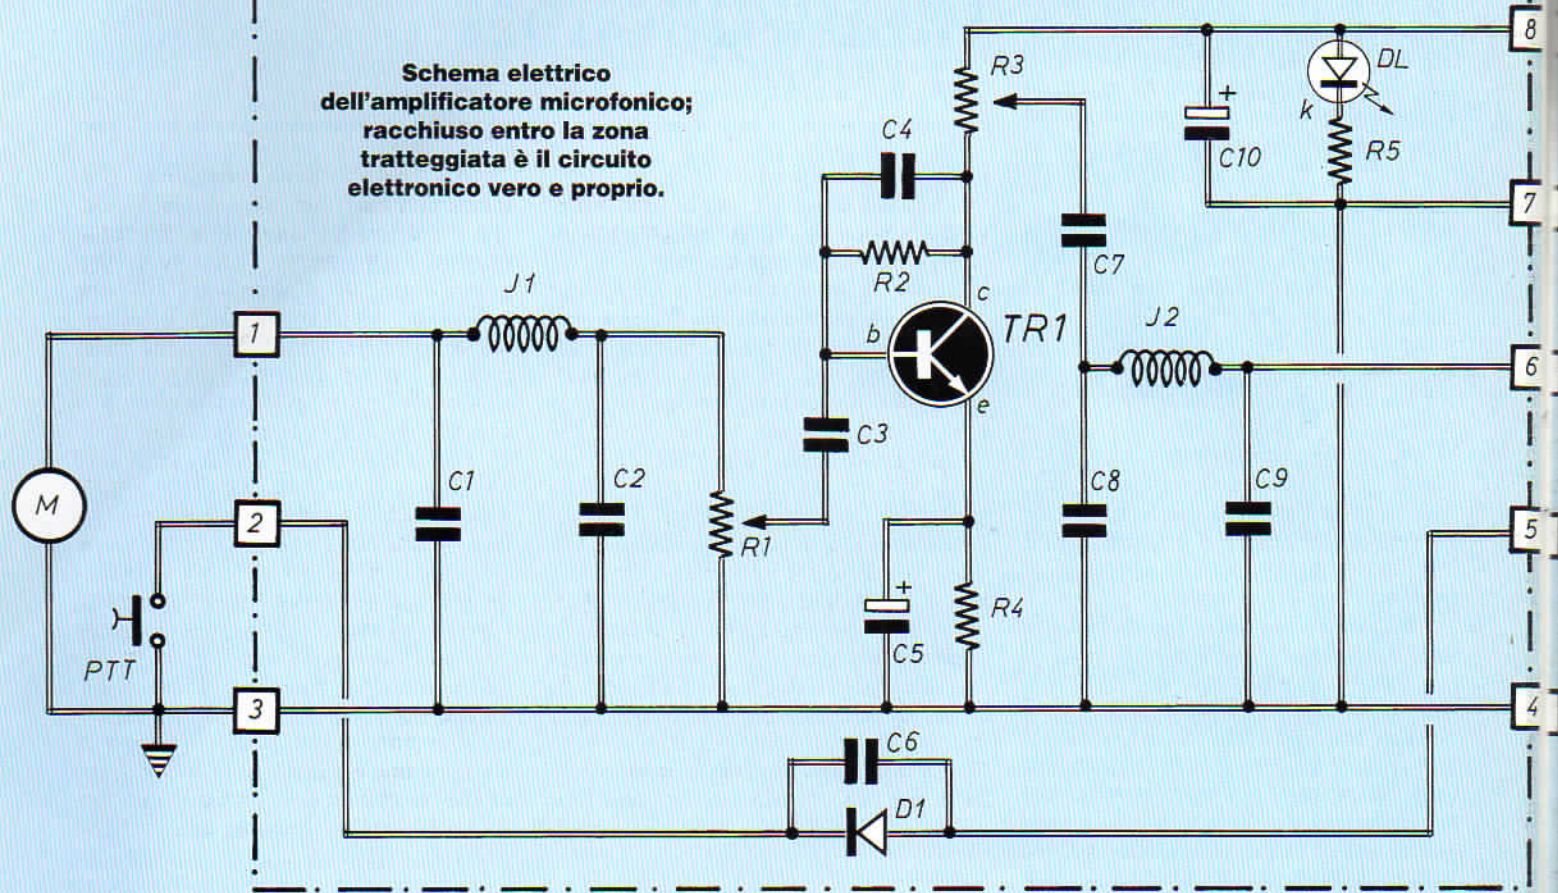 Schema elettrico
dell'amplificatore microfonico;
racchiuso entro la zona
tratteggiata è il circuito
elettronico vero e proprio.
8
DL
R3
k
+
C10
R5
C4
7
C7
R2
c
TR1
b
e
J1
J2
1
6
C3
M
C1
C2
C8
C9
2
5
R1
+
R4
C5
PTT
3
4
C6
D1